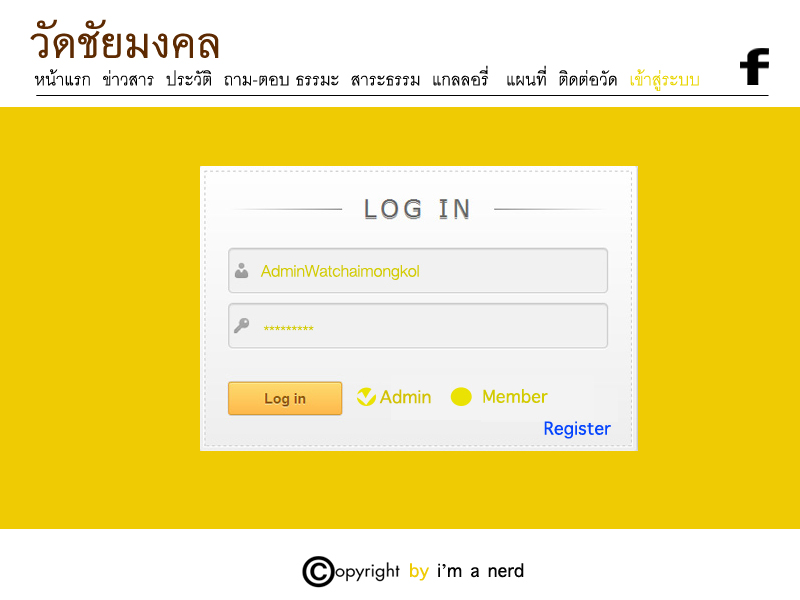 วัดชัยมงคล
หน้าแรก ข่าวสาร ประวัติ ถาม-ตอบ ธรรมะ สาระธรรม แกลลอรี่ แผนที่ ติดต่อวัด เข้าสู่ระบบ
f
LOG IN
AdminWatchaimongkol
*********
Log in Admin Member
Register
©opyright by i'm a nerd